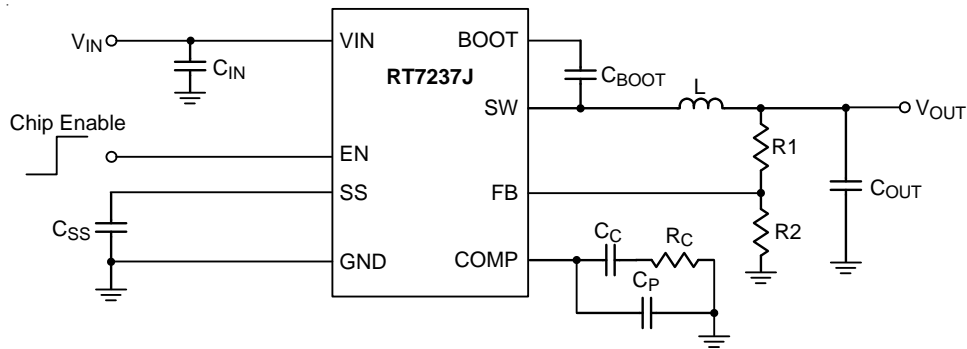 VIN
CIN
Chip Enable
CSS
VIN
EN
SS
GND
RT7237J
BOOT
SW
FB
COMP
CBOOT
L
VOUT
R1
R2
COUT
CC
RC
CP